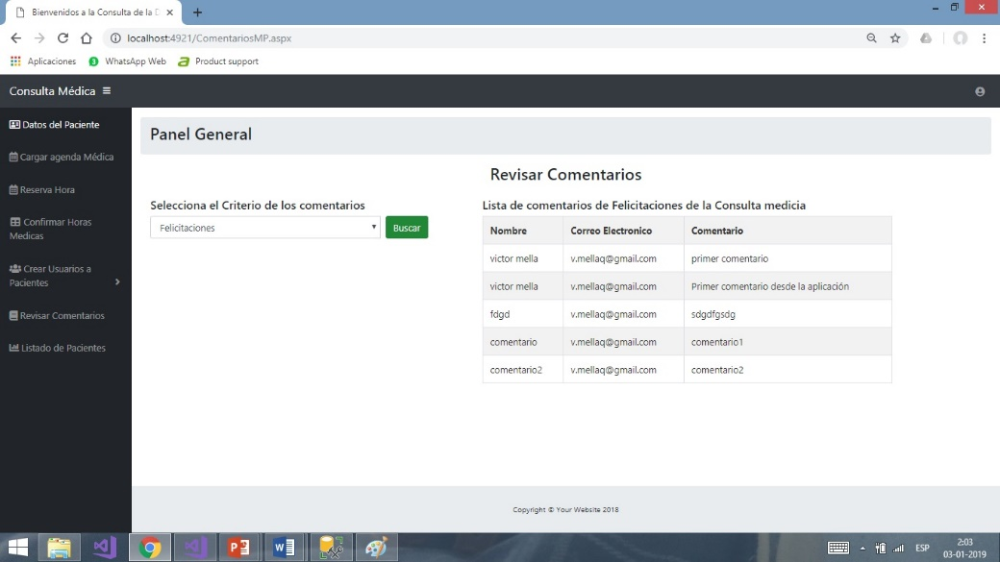 Bienvenidos a la Consulta de la D
localhost:4921/ComentariosMP.aspx
Aplicaciones
3 WhatsApp Web
Product support
Consulta Médica
Datos del Paciente
Cargar agenda Médica
Reserva Hora
Confirmar Horas
Medicas
Crear Usuarios a
Pacientes
Revisar Comentarios
Listado de Pacientes
Panel General
Revisar Comentarios
Selecciona el Criterio de los comentarios
Felicitaciones
Buscar
Lista de comentarios de Felicitaciones de la Consulta medicia
Nombre Correo Electronico Comentario
victor mella v.mellaq@gmail.com primer comentario
victor mella v.mellaq@gmail.com Primer comentario desde la aplicación
fdgd v.mellaq@gmail.com sdgdfgsdg
comentario v.mellaq@gmail.com comentario1
comentario2 v.mellaq@gmail.com comentario2
Copyright © Your Website 2018
ESP
2:03
03-01-2019